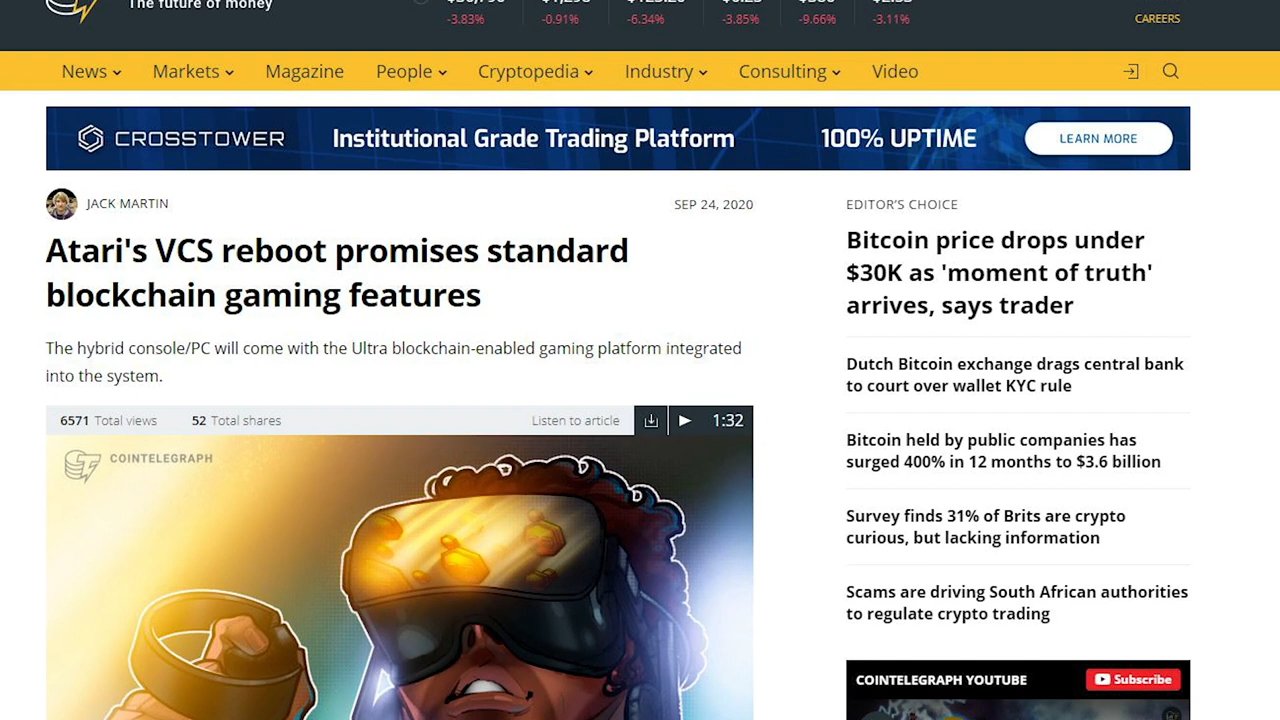 The future of money
-3.83% -0.91% -6.34% -3.85% -9.66% -3.11%
CAREERS
News Markets Magazine People Cryptopedia Industry Consulting Video
CROSSTOWER Institutional Grade Trading Platform 100% UPTIME LEARN MORE
JACK MARTIN SEP 24, 2020
Atari's VCS reboot promises standard
blockchain gaming features
The hybrid console/PC will come with the Ultra blockchain-enabled gaming platform integrated
into the system.
6571 Total views 52 Total shares Listen to article 1:32
COINTELEGRAPH
EDITOR'S CHOICE
Bitcoin price drops under
$30K as 'moment of truth'
arrives, says trader
Dutch Bitcoin exchange drags central bank
to court over wallet KYC rule
Bitcoin held by public companies has
surged 400% in 12 months to $3.6 billion
Survey finds 31% of Brits are crypto
curious, but lacking information
Scams are driving South African authorities
to regulate crypto trading
COINTELEGRAPH YOUTUBE Subscribe